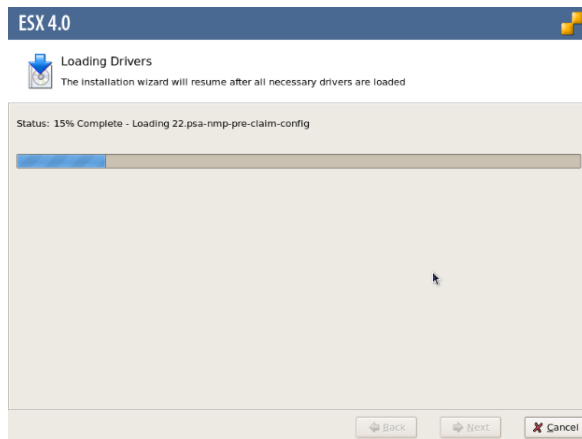 ESX 4.0
Loading Drivers
The installation wizard will resume after all necessary drivers are loaded
Status: 15% Complete - Loading 22.psa-nmp-pre-claim-config
Back Next Cancel